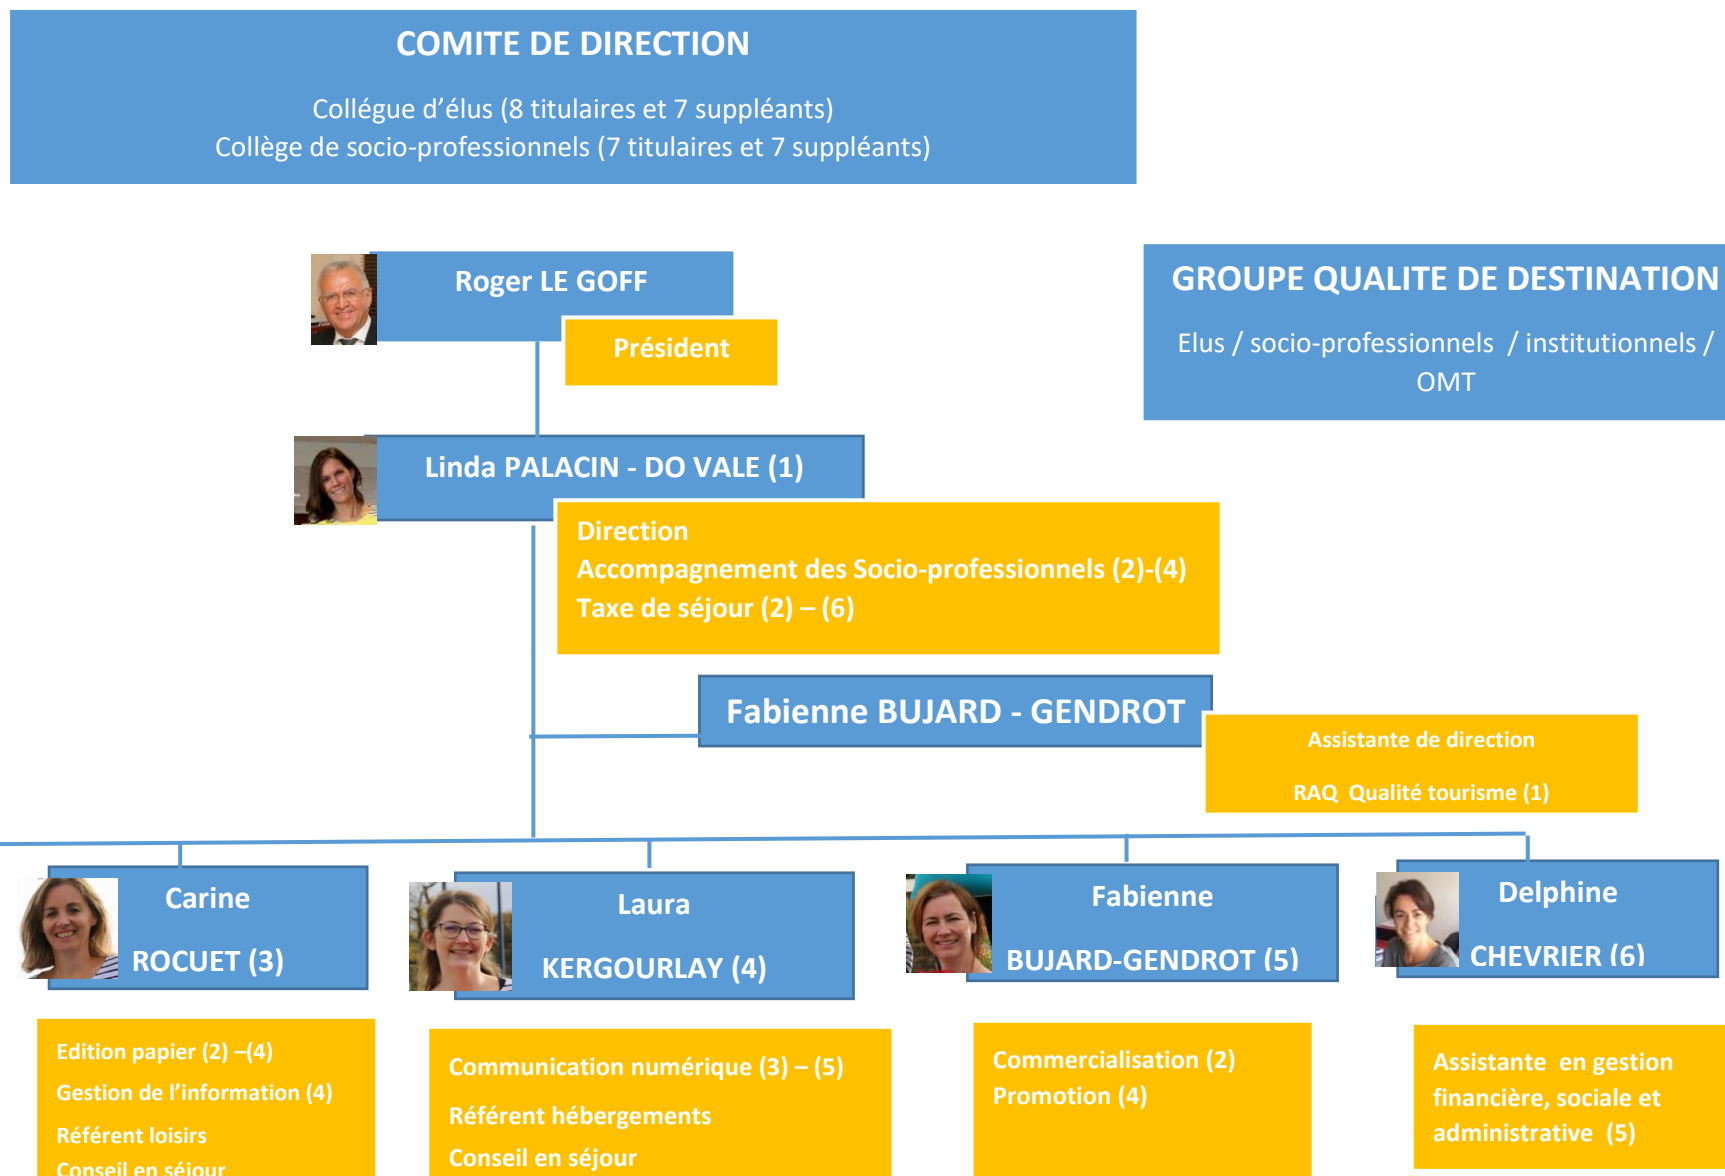 COMITE DE DIRECTION
Collégue d'élus (8 titulaires et 7 suppléants)
Collège de socio-professionnels (7 titulaires et 7 suppléants)
Roger LE GOFF
Président
GROUPE QUALITE DE DESTINATION
Elus / socio-professionnels / institutionnels /
OMT
Linda PALACIN - DO VALE (1)
Direction
Accompagnement des Socio-professionnels (2)-(4)
Taxe de séjour (2) – (6)
Fabienne BUJARD - GENDROT
Assistante de direction
RAQ Qualité tourisme (1)
Carine
ROCUET (3)
Edition papier (2) –(4)
Gestion de l'information (4)
Référent loisirs
Conseil en séjour
Laura
KERGOURLAY (4)
Communication numérique (3) – (5)
Référent hébergements
Conseil en séjour
Fabienne
BUJARD-GENDROT (5)
Commercialisation (2)
Promotion (4)
Delphine
CHEVRIER (6)
Assistante en gestion
financière, sociale et
administrative (5)